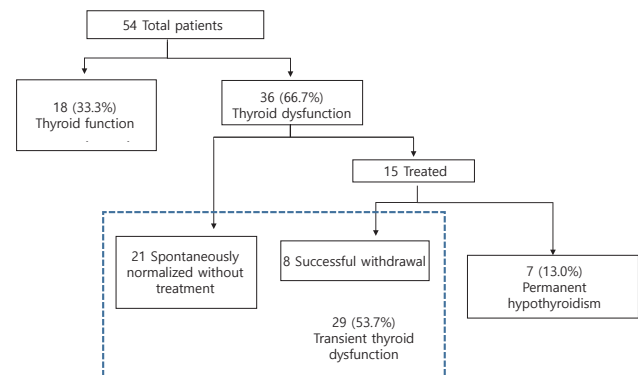 54 Total patients
18 (33.3%)
Thyroid function
36 (66.7%)
Thyroid dysfunction
15 Treated
21 Spontaneously
normalized without
treatment
8 Successful withdrawal
7 (13.0%)
Permanent
hypothyroidism
29 (53.7%)
Transient thyroid
dysfunction